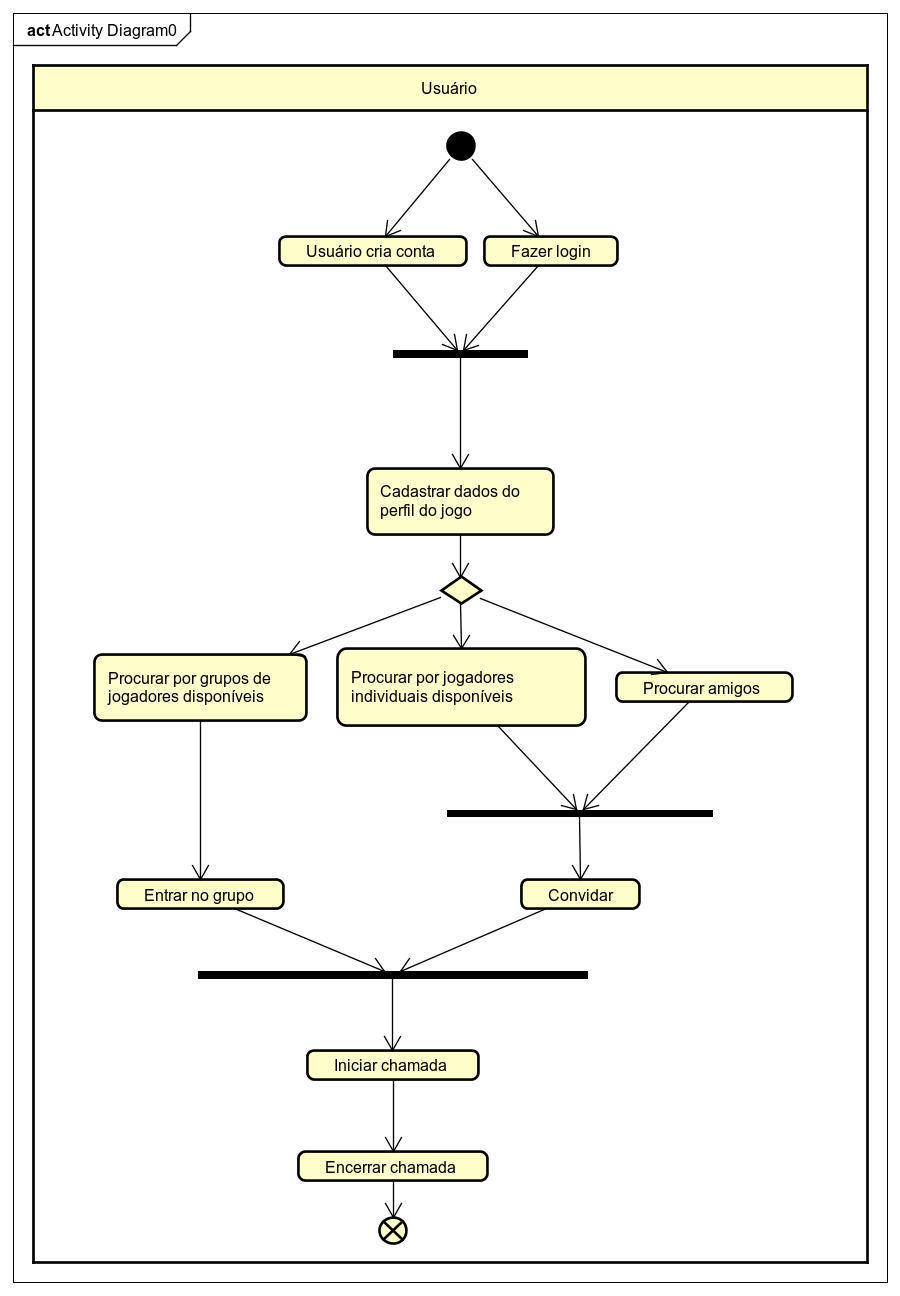 act Activity Diagram0
Usuário
Usuário cria conta
Fazer login
Cadastrar dados do
perfil do jogo
Procurar por grupos de
jogadores disponíveis
Procurar por jogadores
individuais disponíveis
Procurar amigos
Entrar no grupo
Convidar
Iniciar chamada
Encerrar chamada